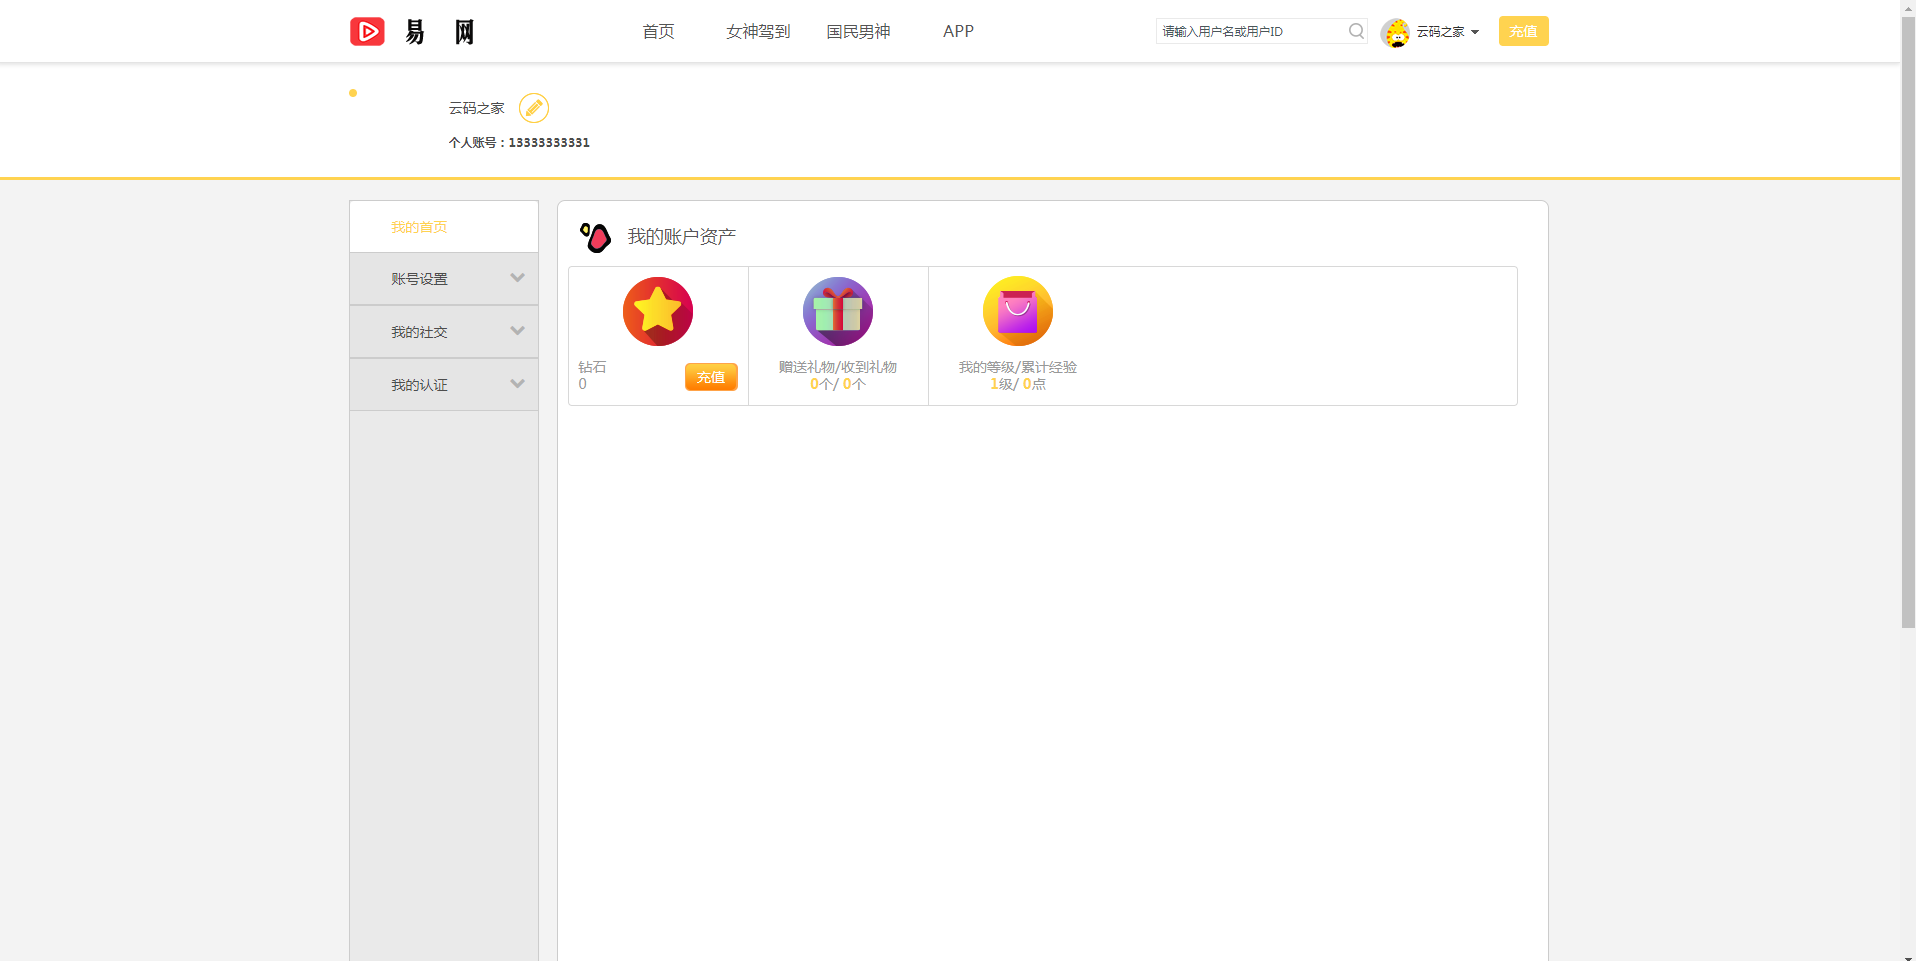 易 网
首页 女神驾到 国民男神 APP
请输入用户名或用户ID
云码之家
充值
云码之家
个人账号：13333333331
我的首页
账号设置
我的社交
我的认证
我的账户资产
钻石
0
充值
赠送礼物/收到礼物
0个/ 0个
我的等级/累计经验
1级/ 0点